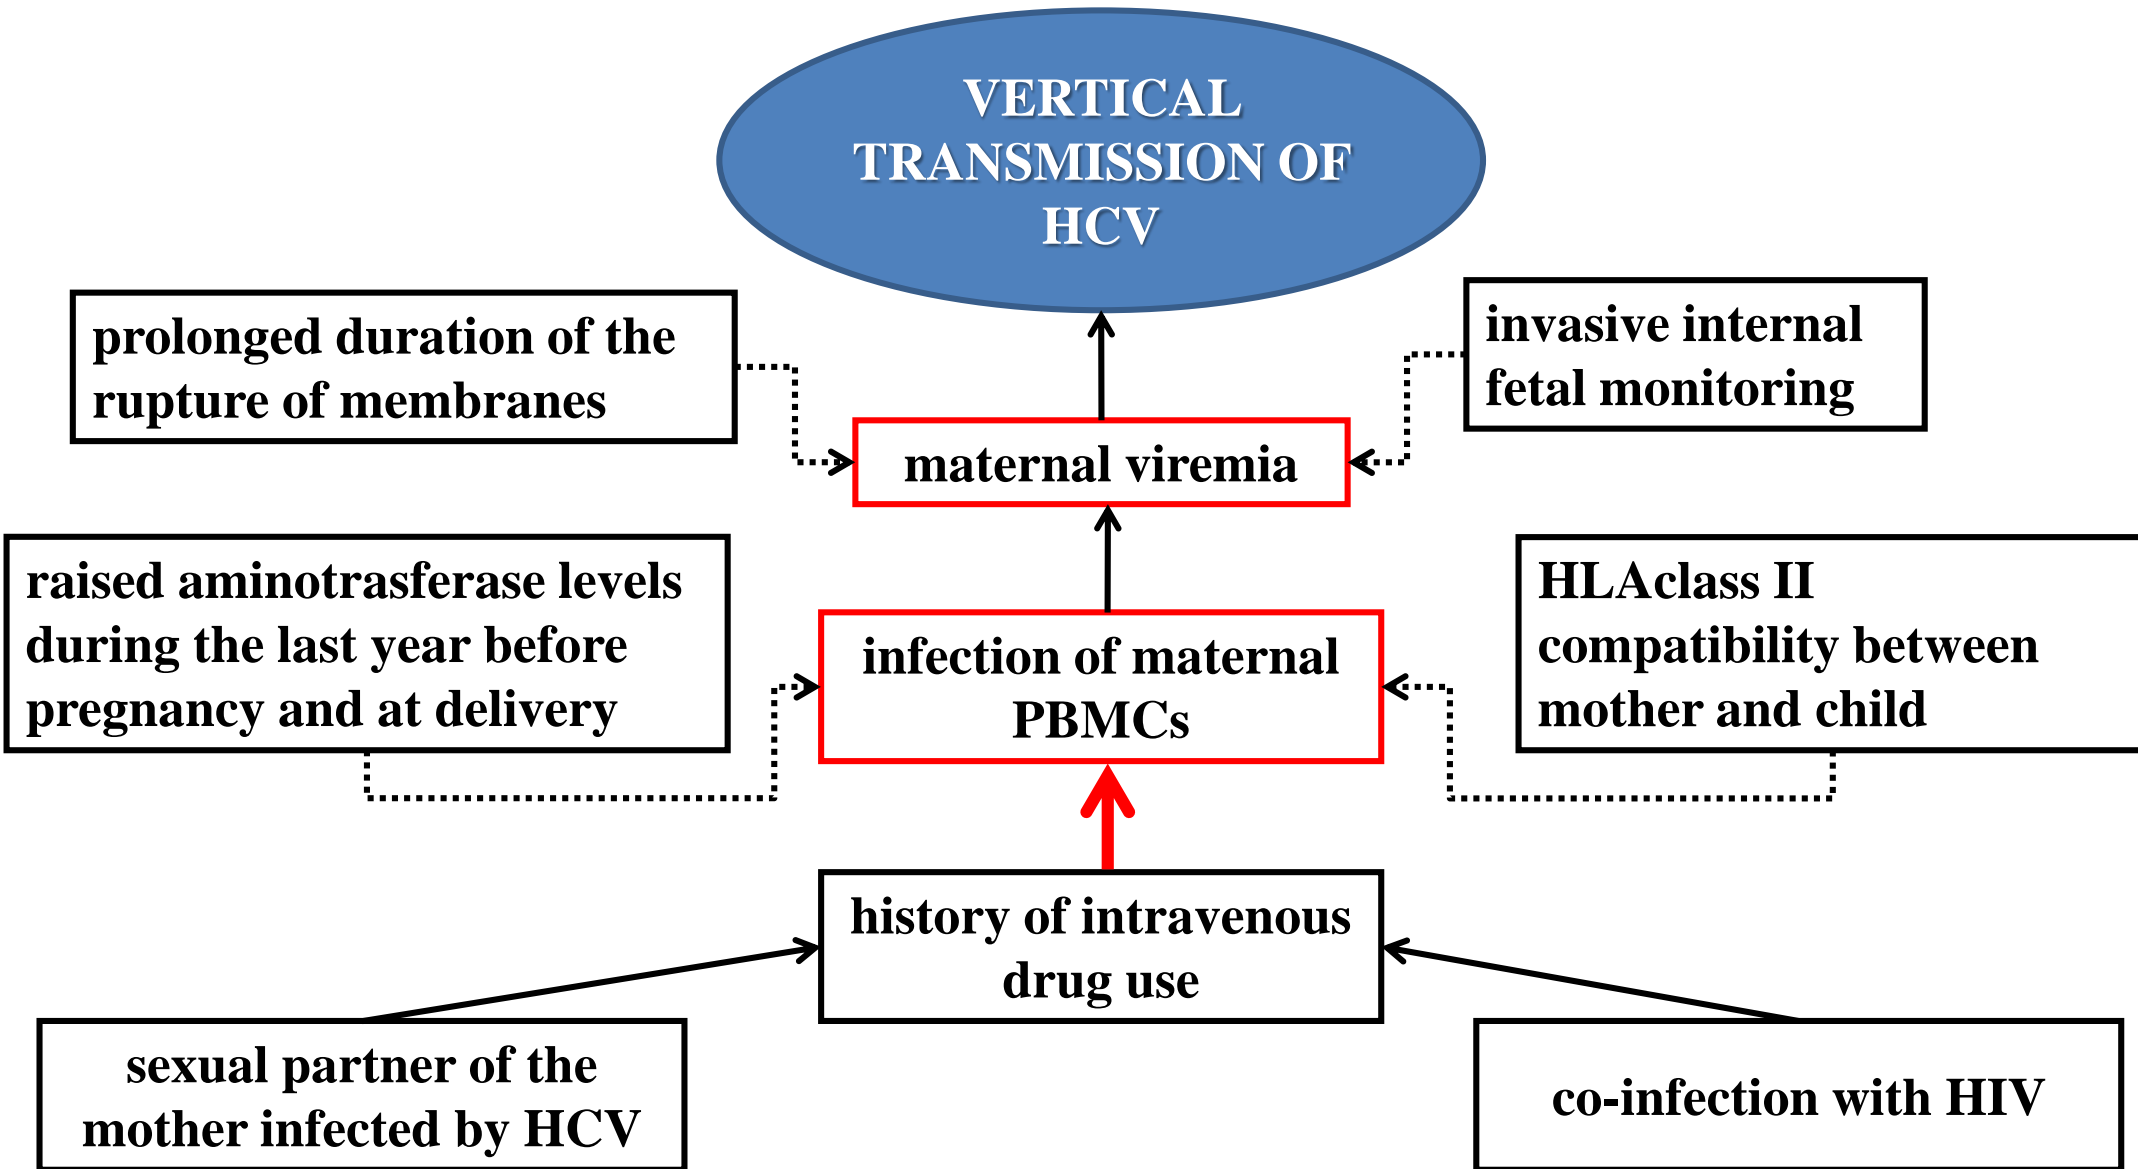 VERTICAL
TRANSMISSION OF
HCV
prolonged duration of the
rupture of membranes
invasive internal
fetal monitoring
maternal viremia
raised aminotrasferase levels
during the last year before
pregnancy and at delivery
infection of maternal
PBMCs
HLAclass II
compatibility between
mother and child
history of intravenous
drug use
sexual partner of the
mother infected by HCV
co-infection with HIV